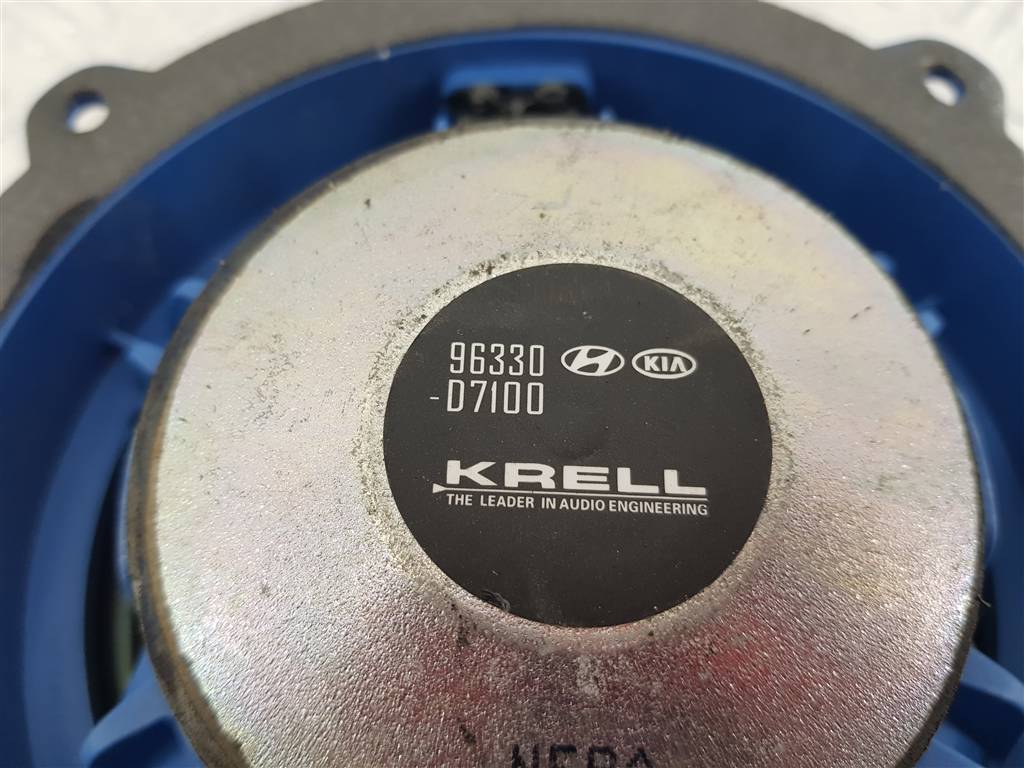 96330
KIA
-D7100
KRELL
THE LEADER IN AUDIO ENGINEERING